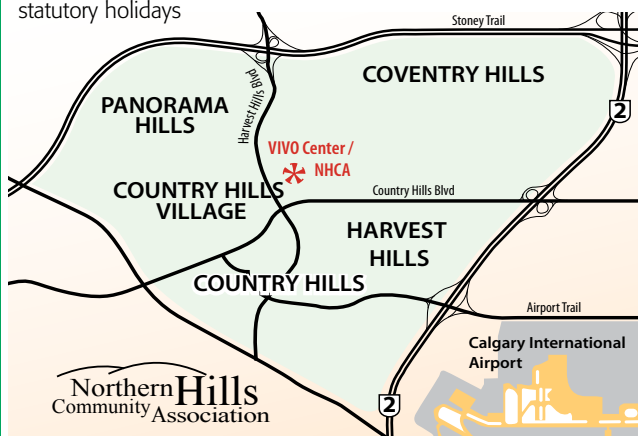 statutory holidays
Stoney Trail
COVENTRY HILLS
2
PANORAMA
HILLS
Harvest Hills Blvd
VIVO Center /
NHCA
COUNTRY HILLS
VILLAGE
Country Hills Blvd
HARVEST
HILLS
COUNTRY HILLS
Airport Trail
Calgary International
Airport
Northern Hills
Community Association
2